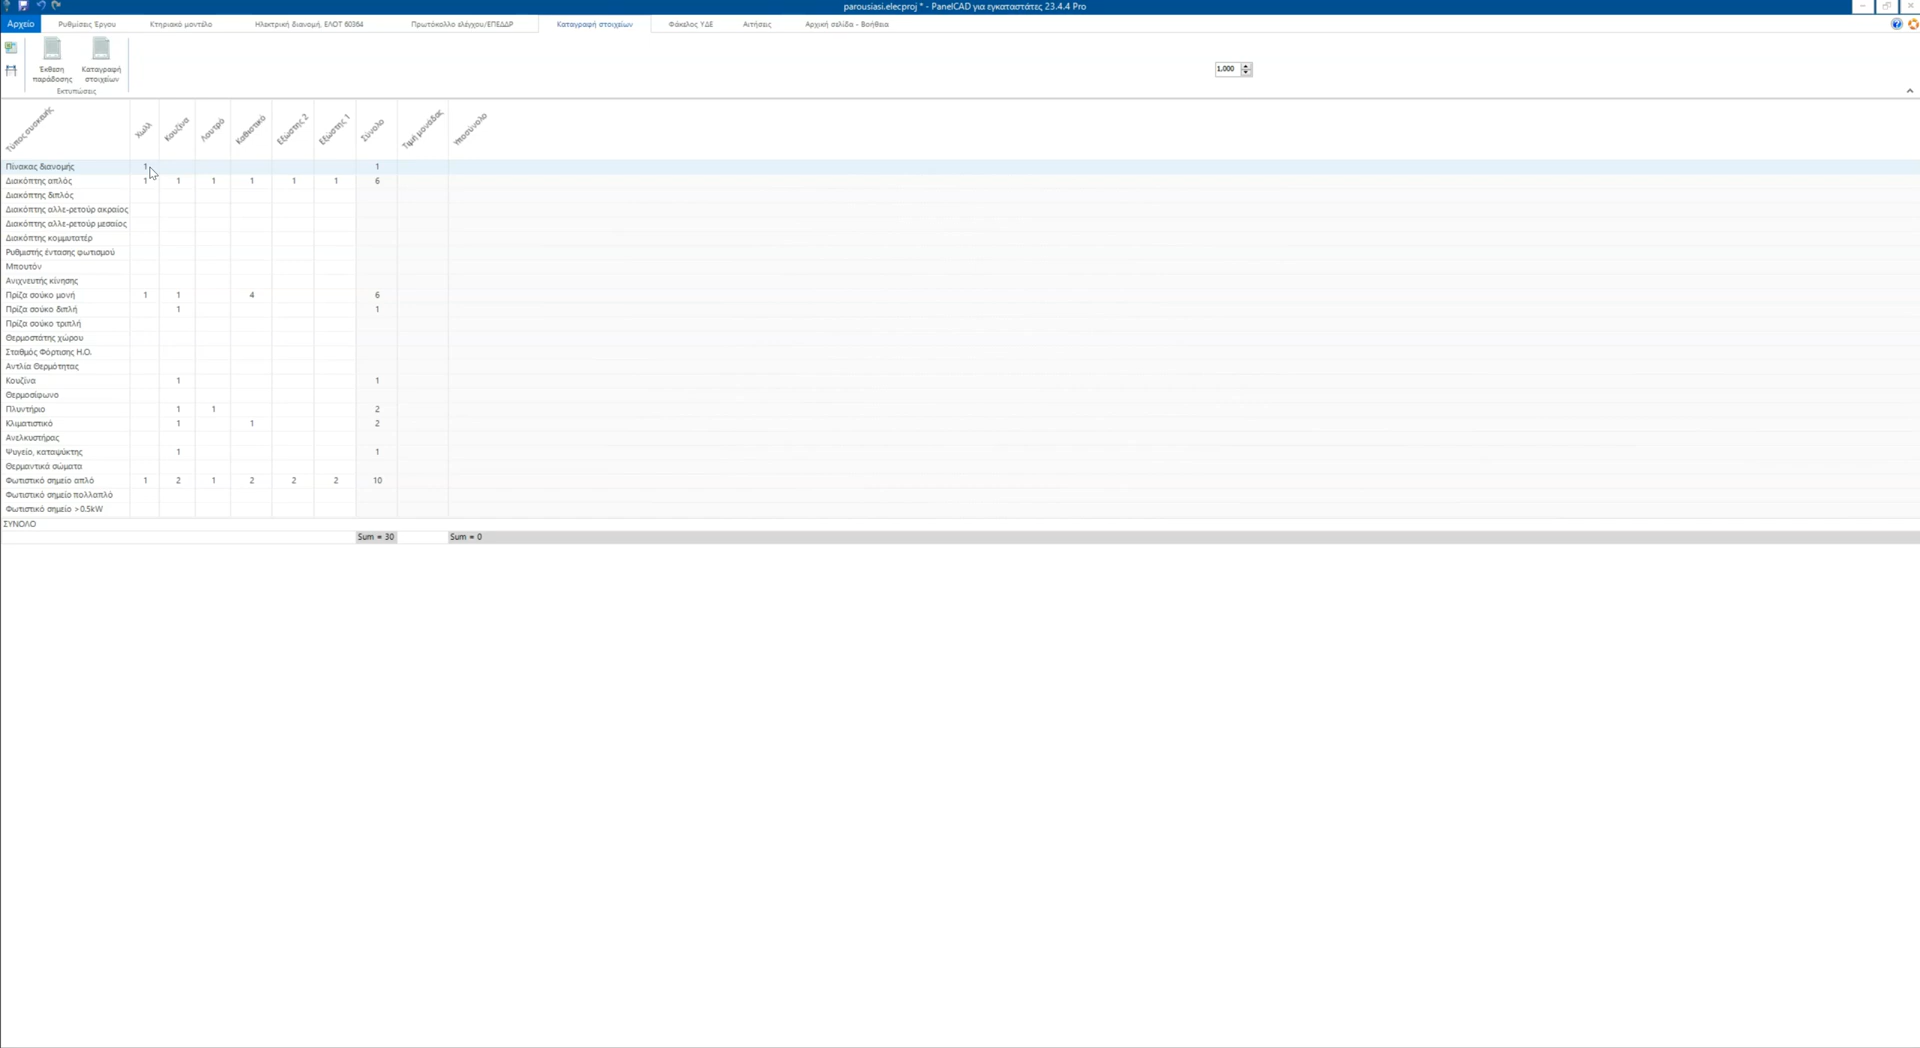 parousiasi.elecproj * - PanelCAD για εγκαταστάτες 23.4.4 Pro
Αρχείο Ρυθμίσεις Έργου Κτηριακό μοντέλο Ηλεκτρική διανομή, ΕΛΟΤ 60364 Πρωτόκολλο ελέγχου/ΕΠΕΔΔΡ Καταγραφή στοιχείων Φάκελος ΥΔΕ Αιτήσεις Αρχική σελίδα - Βοήθεια
Έκθεση παράδοσης
Καταγραφή στοιχείων
1,000
Εκτυπώσεις
Τύπος συσκευής Χωλλ Κουζίνα Λουτρό Καθιστικό Εξώστης 2 Εξώστης 1 Σύνολο Τιμή μονάδας Υποσύνολο
Πίνακας διανομής 1 1
Διακόπτης απλός 1 1 1 1 1 1 6
Διακόπτης διπλός
Διακόπτης αλλε-ρετούρ ακραίος
Διακόπτης αλλε-ρετούρ μεσαίος
Διακόπτης κομμυτατέρ
Ρυθμιστής έντασης φωτισμού
Μπουτόν
Ανιχνευτής κίνησης
Πρίζα σούκο μονή 1 1 4 6
Πρίζα σούκο διπλή 1 1
Πρίζα σούκο τριπλή
Θερμοστάτης χώρου
Σταθμός Φόρτισης Η.Ο.
Αντλία Θερμότητας
Κουζίνα 1 1
Θερμοσίφωνο
Πλυντήριο 1 1 2
Κλιματιστικό 1 1 2
Ανελκυστήρας
Ψυγείο, καταψύκτης 1 1
Θερμαντικά σώματα
Φωτιστικό σημείο απλό 1 2 1 2 2 2 10
Φωτιστικό σημείο πολλαπλό
Φωτιστικό σημείο >0.5kW
ΣΥΝΟΛΟ
Sum = 30 Sum = 0